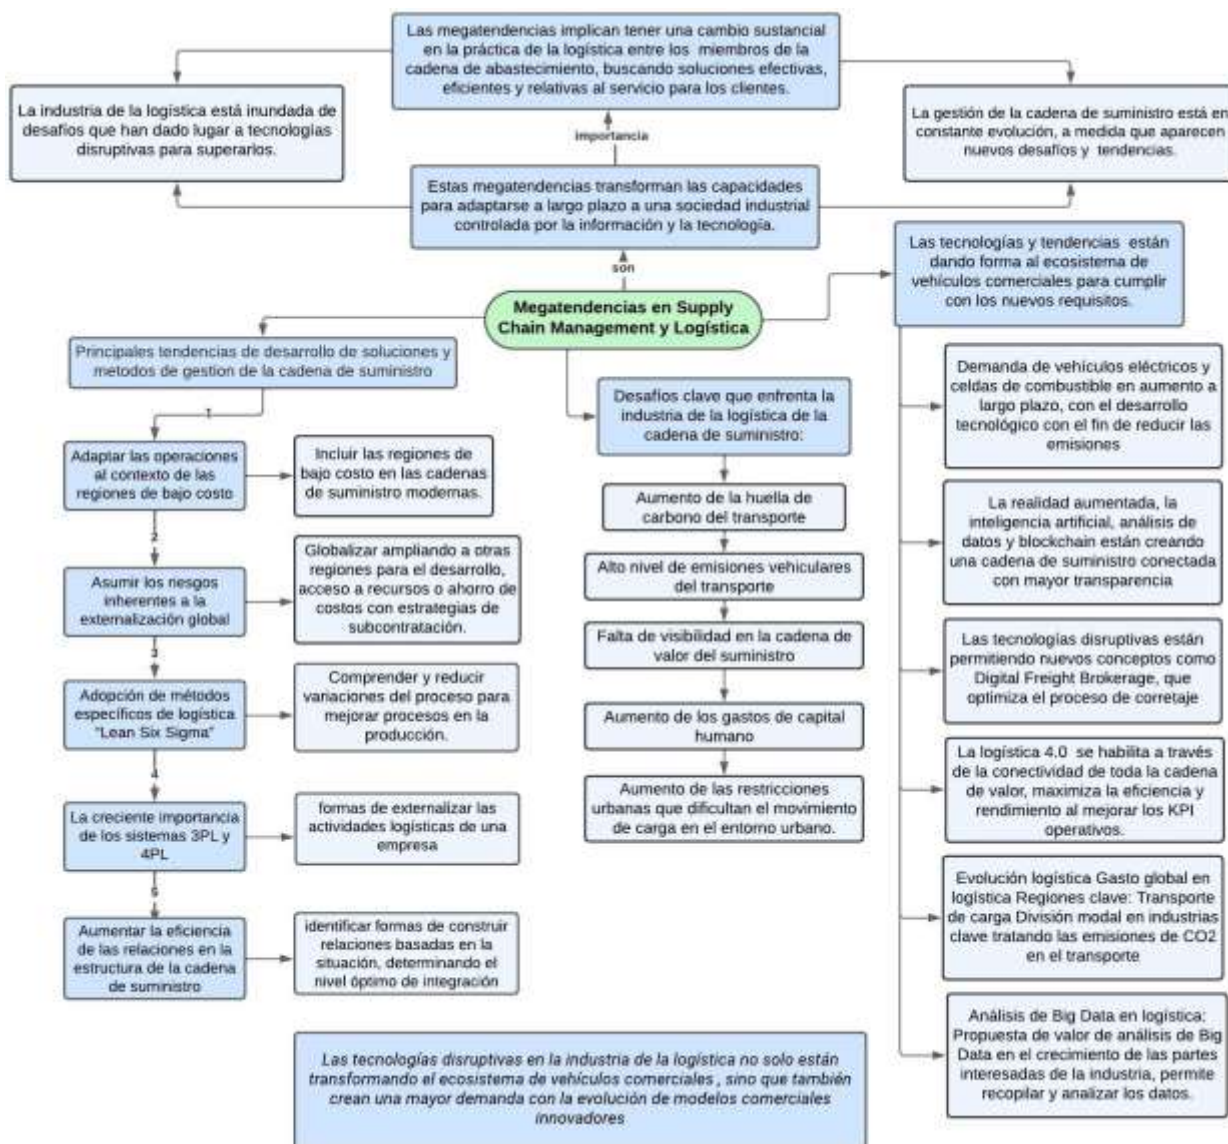 Las megatendencias implican tener una cambio sustancial
en la práctica de la logística entre los miembros de la
cadena de abastecimiento, buscando soluciones efectivas,
eficientes y relativas al servicio para los clientes.
La industria de la logística está inundada de
desafíos que han dado lugar a tecnologías
disruptivas para superarlos.
La gestión de la cadena de suministro está en
constante evolución, a medida que aparecen
nuevos desafíos y tendencias.
importancia
Estas megatendencias transforman las capacidades
para adaptarse a largo plazo a una sociedad industrial
controlada por la información y la tecnología.
son
Megatendencias en Supply
Chain Management y Logística
Principales tendencias de desarrollo de soluciones y
metodos de gestion de la cadena de suministro
1
Adaptar las operaciones
al contexto de las
regiones de bajo costo
Incluir las regiones de
bajo costo en las cadenas
de suministro modernas.
2
Asumir los riesgos
inherentes a la
externalización global
Globalizar ampliando a otras
regiones para el desarrollo,
acceso a recursos o ahorro de
costos con estrategias de
subcontratación.
3
Adopción de métodos
específicos de logística
"Lean Six Sigma"
Comprender y reducir
variaciones del proceso para
mejorar procesos en la
producción.
4
La creciente importancia
de los sistemas 3PL y
4PL
formas de externalizar las
actividades logísticas de una
empresa
5
Aumentar la eficiencia
de las relaciones en la
estructura de la cadena
de suministro
identificar formas de construir
relaciones basadas en la
situación, determinando el
nivel óptimo de integración
Desafíos clave que enfrenta la
industria de la logística de la
cadena de suministro:
Aumento de la huella de
carbono del transporte
Alto nivel de emisiones vehiculares
del transporte
Falta de visibilidad en la cadena de
valor del suministro
Aumento de los gastos de capital
humano
Aumento de las restricciones
urbanas que dificultan el movimiento
de carga en el entorno urbano.
Las tecnologías y tendencias están
dando forma al ecosistema de
vehículos comerciales para cumplir
con los nuevos requisitos.
Demanda de vehículos eléctricos y
celdas de combustible en aumento a
largo plazo, con el desarrollo
tecnológico con el fin de reducir las
emisiones
La realidad aumentada, la
inteligencia artificial, análisis de
datos y blockchain están creando
una cadena de suministro conectada
con mayor transparencia
Las tecnologías disruptivas están
permitiendo nuevos conceptos como
Digital Freight Brokerage, que
optimiza el proceso de corretaje
La logística 4.0 se habilita a través
de la conectividad de toda la cadena
de valor, maximiza la eficiencia y
rendimiento al mejorar los KPI
operativos.
Evolución logística Gasto global en
logística Regiones clave: Transporte
de carga División modal en industrias
clave tratando las emisiones de CO2
en el transporte
Análisis de Big Data en logística:
Propuesta de valor de análisis de Big
Data en el crecimiento de las partes
interesadas de la industria, permite
recopilar y analizar los datos.
Las tecnologías disruptivas en la industria de la logística no solo están
transformando el ecosistema de vehículos comerciales , sino que también
crean una mayor demanda con la evolución de modelos comerciales
innovadores